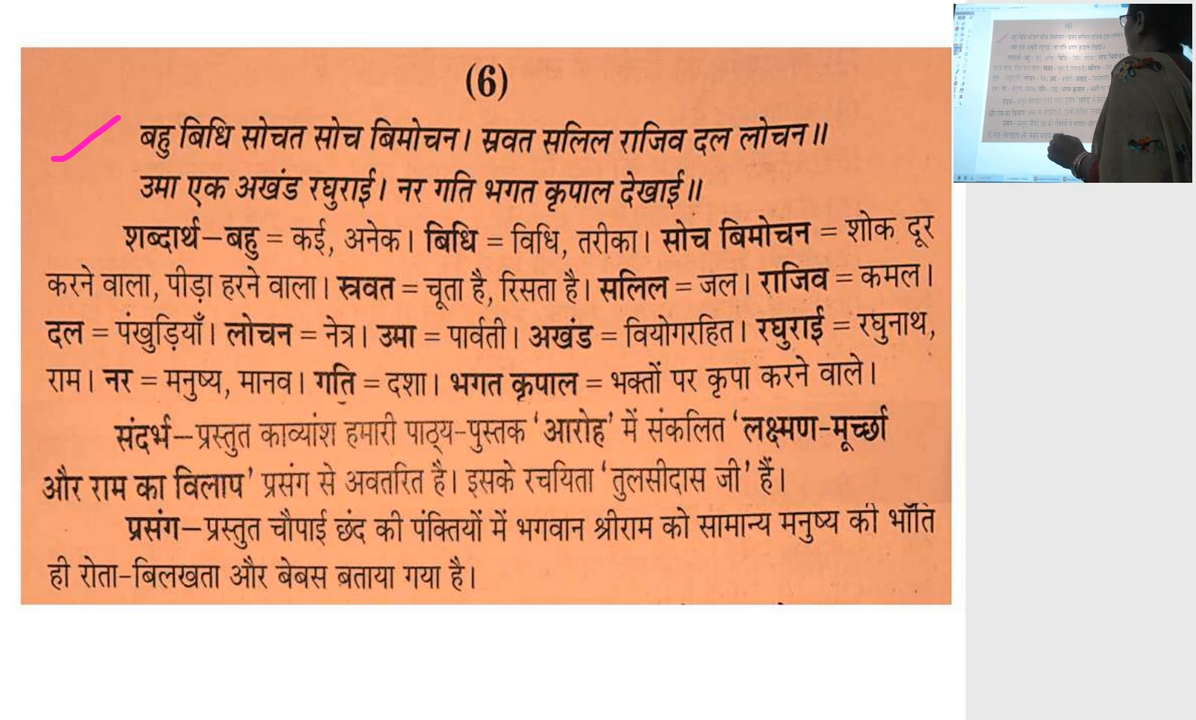 (6)
बहु बिधि सोचत सोच बिमोचन। स्रवत सलिल राजिव दल लोचन॥
उमा एक अखंड रघुराई। नर गति भगत कृपाल देखाई॥
शब्दार्थ–बहु = कई, अनेक। बिधि = विधि, तरीका। सोच बिमोचन = शोक दूर
करने वाला, पीड़ा हरने वाला। स्रवत = चूता है, रिसता है। सलिल = जल। राजिव = कमल।
दल = पंखुड़ियाँ। लोचन = नेत्र। उमा = पार्वती। अखंड = वियोगरहित। रघुराई = रघुनाथ,
राम। नर = मनुष्य, मानव। गति = दशा। भगत कृपाल = भक्तों पर कृपा करने वाले।
संदर्भ–प्रस्तुत काव्यांश हमारी पाठ्य-पुस्तक ‘आरोह’ में संकलित ‘लक्ष्मण-मूर्च्छा
और राम का विलाप’ प्रसंग से अवतरित है। इसके रचयिता ‘तुलसीदास जी’ हैं।
प्रसंग–प्रस्तुत चौपाई छंद की पंक्तियों में भगवान श्रीराम को सामान्य मनुष्य की भाँति
ही रोता-बिलखता और बेबस बताया गया है।